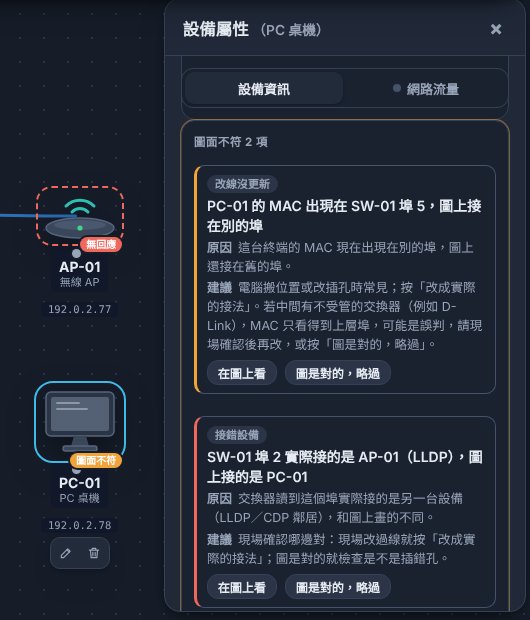 設備屬性（PC 桌機）
×
設備資訊
網路流量
圖面不符 2 項
改線沒更新
PC-01 的 MAC 出現在 SW-01 埠 5，圖上接
在別的埠
原因 這台終端的 MAC 現在出現在別的埠，圖上
還接在舊的埠。
建議 電腦搬位置或改插孔時常見；按「改成實際
的接法」。若中間有不受管的交換器（例如 D-
Link），MAC 只看得到上層埠，可能是誤判，請現
場確認後再改，或按「圖是對的，略過」。
在圖上看
圖是對的，略過
接錯設備
SW-01 埠 2 實際接的是 AP-01（LLDP），圖
上接的是 PC-01
原因 交換器讀到這個埠實際接的是另一台設備
（LLDP／CDP 鄰居），和圖上畫的不同。
建議 現場確認哪邊對：現場改過線就按「改成實
際的接法」；圖是對的就檢查是不是插錯孔。
在圖上看
圖是對的，略過
無回應
AP-01
無線 AP
192.0.2.77
圖面不符
PC-01
PC 桌機
192.0.2.78